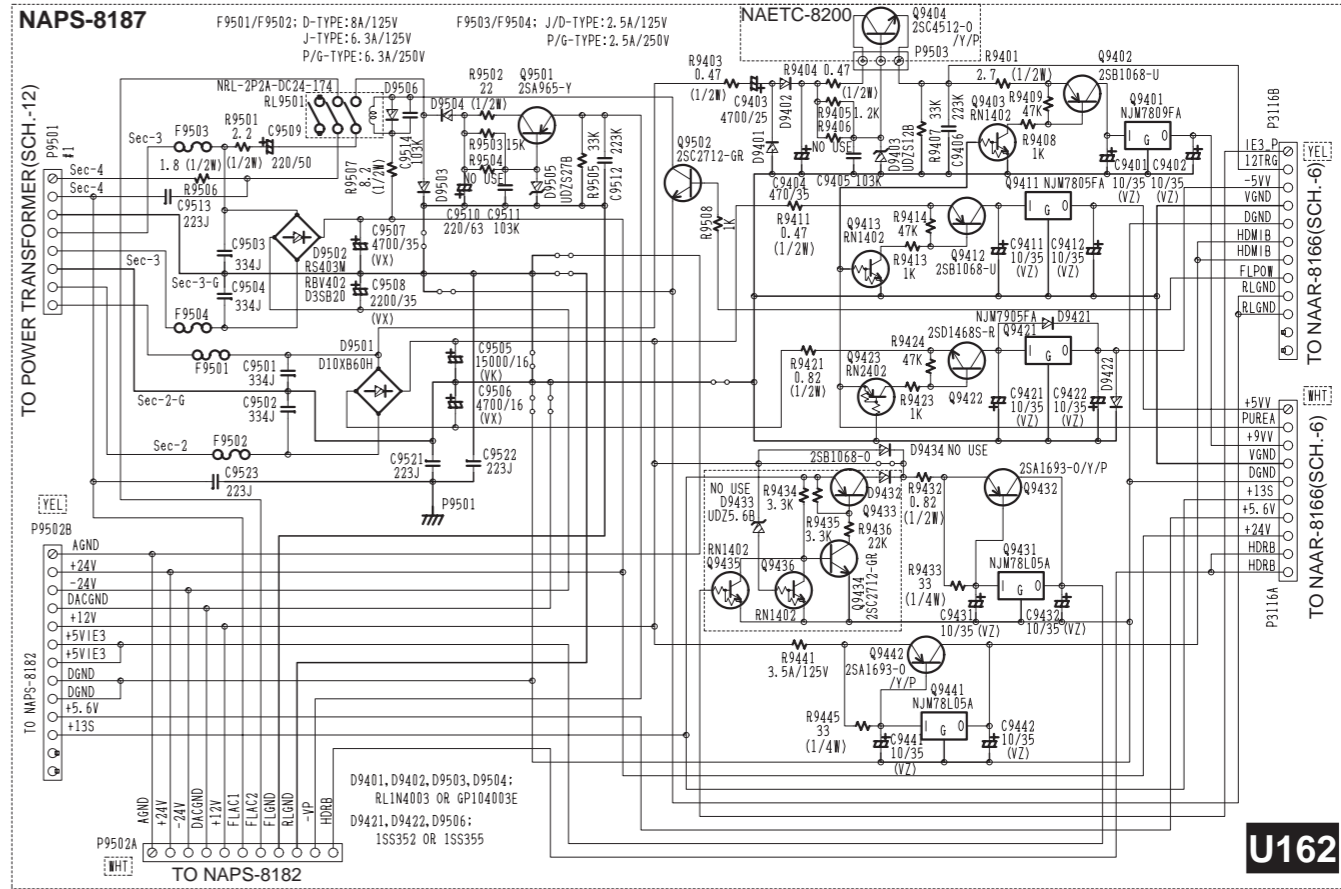 NAPS-8187
F9501/F9502: D-TYPE:8A/125V
J-TYPE:6.3A/125V
P/G-TYPE:6.3A/250V
F9503/F9504: J/D-TYPE:2.5A/125V
P/G-TYPE:2.5A/250V
NAETC-8200
Q9404
2SC4512-O
/Y/P
P9503
TO POWER TRANSFORMER(SCH.-12)
P9501
#1
Sec-4
Sec-4
Sec-3
F9503
R9501
2.2
(1/2W)
C9509
220/50
1.8 (1/2W)
R9506
C9513
223J
NRL-2P2A-DC24-174
RL9501
D9506
C9514
103K
R9507
8.2
(1/2W)
D9504
D9503
R9502
22
(1/2W)
Q9501
2SA965-Y
R9503
15K
R9504
NO USE
C9510
220/63
C9511
103K
D9505
UDZS27B
R9505
33K
C9512
223K
Sec-3
Sec-3-G
C9503
334J
C9504
334J
F9504
D9502
RS403M
RBV402
D3SB20
C9507
4700/35
(VX)
C9508
2200/35
(VX)
F9501
D9501
D10XB60H
C9501
334J
C9502
334J
Sec-2-G
Sec-2
F9502
C9523
223J
C9505
15000/16
(VK)
C9506
4700/16
(VX)
C9521
223J
C9522
223J
P9501
Q9502
2SC2712-GR
R9508
1K
R9403
0.47
(1/2W)
C9403
4700/25
D9402
D9401
R9404
0.47
(1/2W)
R9405
1.2K
R9406
NO USE
C9404
470/35
C9405
103K
D9403
UDZS12B
R9407
33K
C9406
223K
R9401
2.7
(1/2W)
Q9402
2SB1068-U
Q9403
RN1402
R9409
47K
R9408
1K
Q9401
NJM7809FA
I
G
O
C9401
10/35
(VZ)
C9402
10/35
(VZ)
R9411
0.47
(1/2W)
Q9413
RN1402
R9414
47K
R9413
1K
Q9412
2SB1068-U
Q9411
NJM7805FA
I
G
O
C9411
10/35
(VZ)
C9412
10/35
(VZ)
R9421
0.82
(1/2W)
Q9423
RN2402
R9424
47K
R9423
1K
2SD1468S-R
Q9422
NJM7905FA
Q9421
I
G
O
D9421
D9422
C9421
10/35
(VZ)
C9422
10/35
(VZ)
D9434
NO USE
2SB1068-O
NO USE
D9433
UDZ5.6B
R9434
3.3K
R9435
3.3K
D9432
Q9433
R9436
22K
RN1402
Q9435
Q9436
RN1402
Q9434
2SC2712-GR
R9432
0.82
(1/2W)
2SA1693-O/Y/P
Q9432
R9433
33
(1/4W)
Q9431
NJM78L05A
I
G
O
C9431
10/35
(VZ)
C9432
10/35
(VZ)
R9441
3.5A/125V
Q9442
2SA1693-O
/Y/P
R9445
33
(1/4W)
Q9441
NJM78L05A
I
G
O
C9441
10/35
(VZ)
C9442
10/35
(VZ)
P3116B
YEL
IE3_P
12TRG
-5VV
VGND
DGND
HDMIB
HDMIB
FLPOW
RLGND
RLGND
TO NAAR-8166(SCH.-6)
WHT
+5VV
PUREA
+9VV
VGND
DGND
+13S
+5.6V
+24V
HDRB
HDRB
P3116A
TO NAAR-8166(SCH.-6)
YEL
P9502B
AGND
+24V
-24V
DACGND
+12V
+5VIE3
+5VIE3
DGND
DGND
+5.6V
+13S
TO NAPS-8182
AGND
+24V
-24V
DACGND
+12V
FLAC1
FLAC2
FLGND
RLGND
-VP
HDRB
P9502A
WHT
TO NAPS-8182
D9401,D9402,D9503,D9504:
RL1N4003 OR GP104003E
D9421,D9422,D9506:
1SS352 OR 1SS355
U162